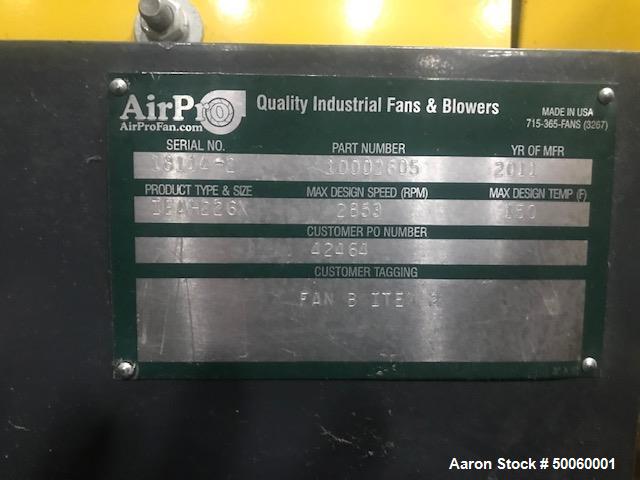 AirPro
AirProFan.com
Quality Industrial Fans & Blowers
MADE IN USA
715-365-FANS (3267)
SERIAL NO. PART NUMBER YR OF MFR
2011
PRODUCT TYPE & SIZE MAX DESIGN SPEED (RPM) MAX DESIGN TEMP (F)
CUSTOMER PO NUMBER
42464
CUSTOMER TAGGING
FAN B
Aaron Stock # 50060001